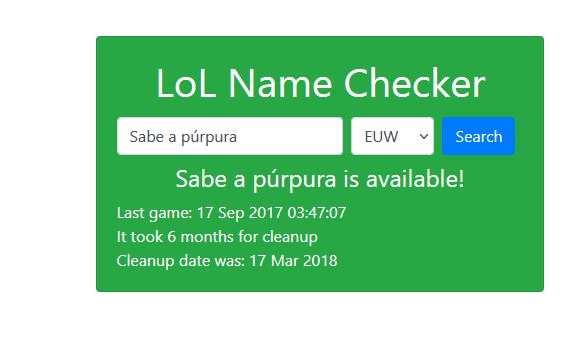 LoL Name Checker
Sabe a púrpura EUW Search
Sabe a púrpura is available!
Last game: 17 Sep 2017 03:47:07
It took 6 months for cleanup
Cleanup date was: 17 Mar 2018